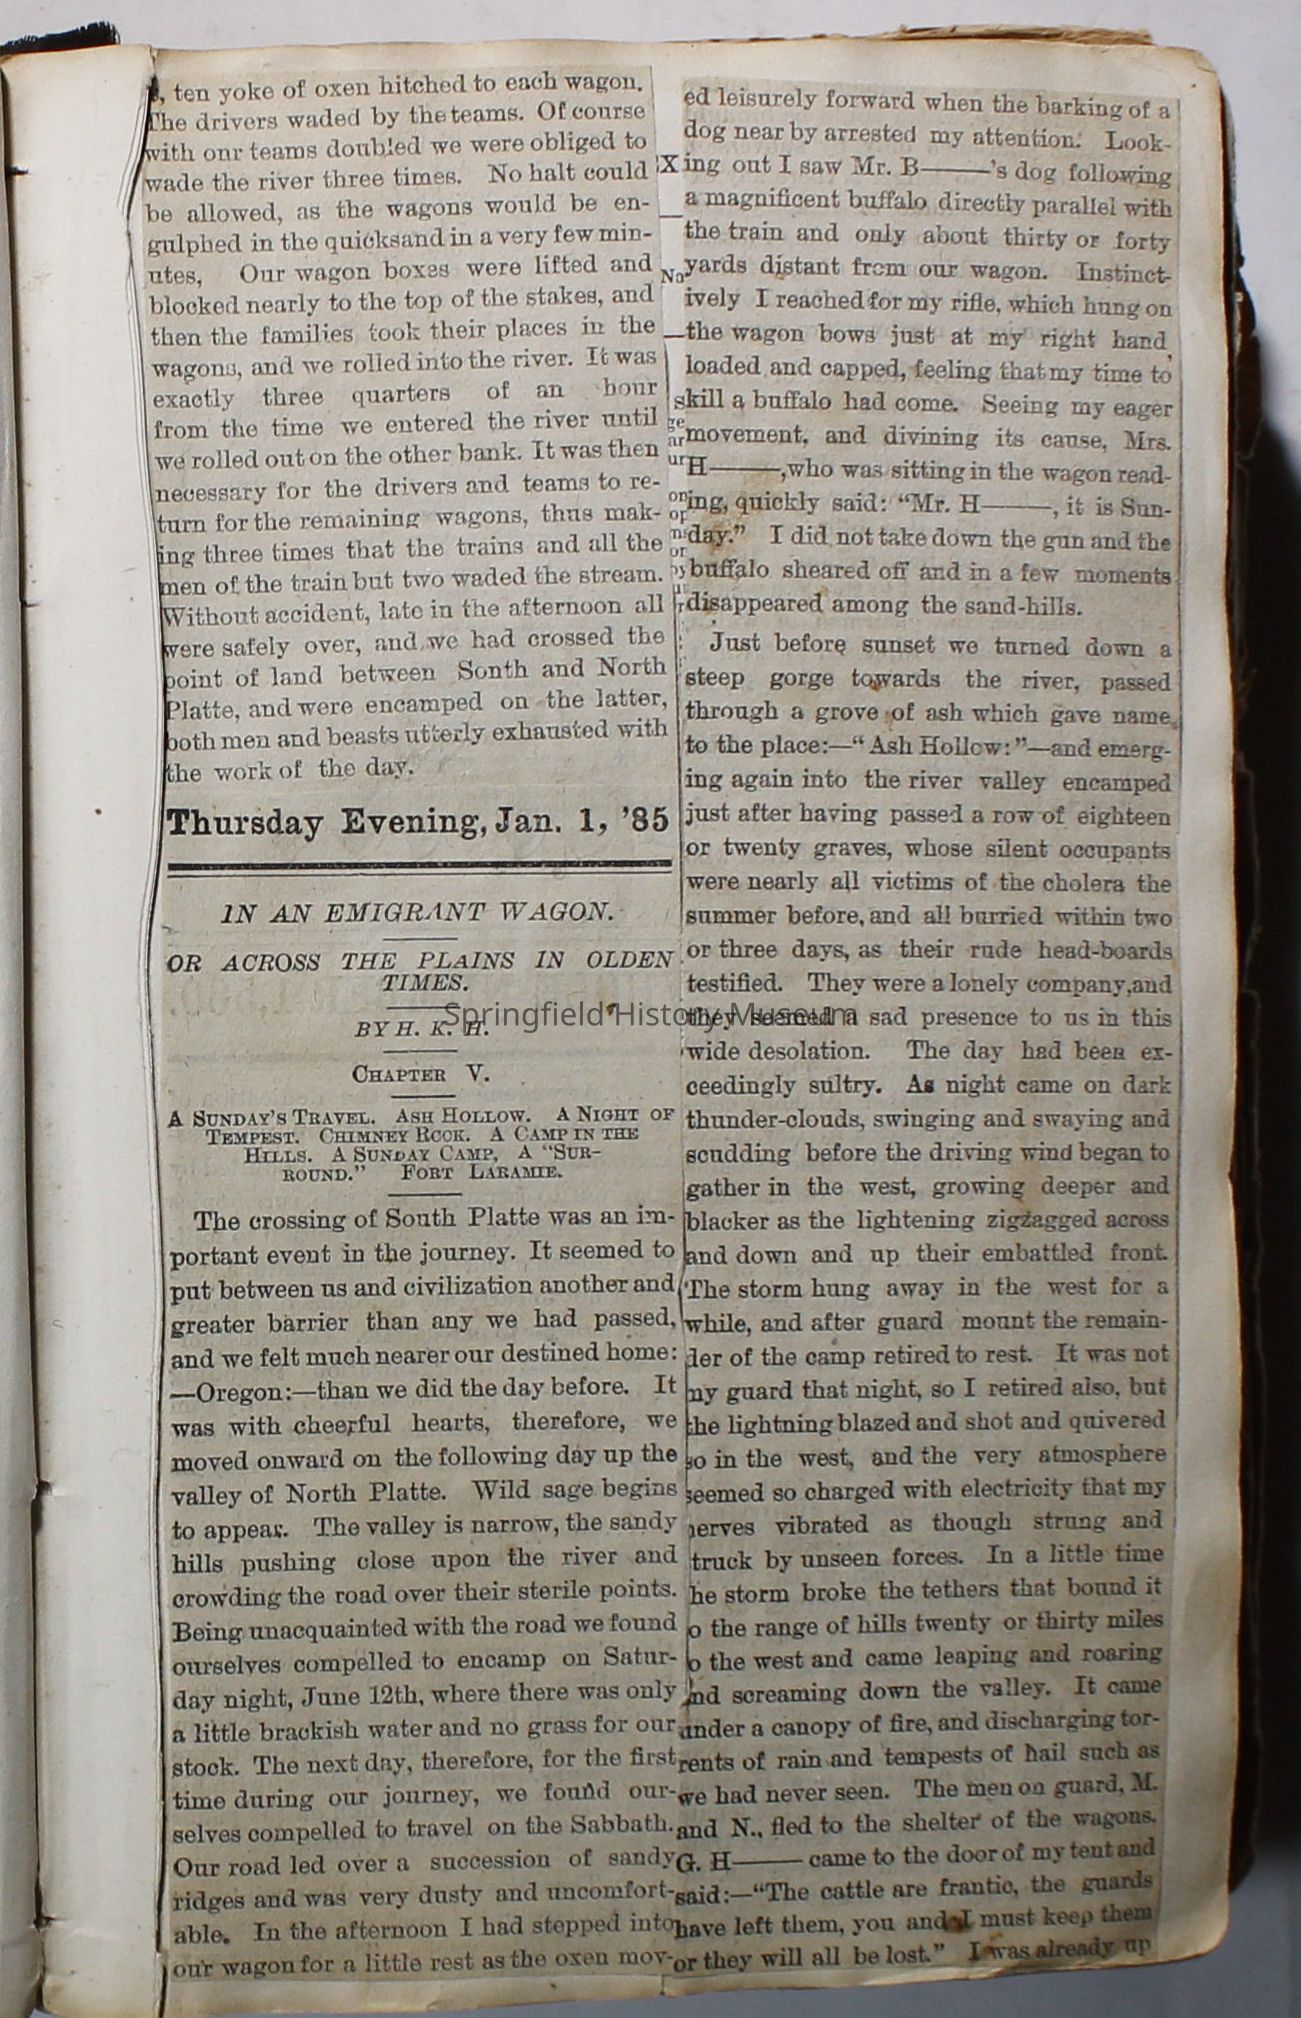 , ten yoke of oxen hitched to each wagon.
The drivers waded by the teams. Of course
with onr teams doubled we were obliged to
wade the river three times. No halt could
be allowed, as the wagons would be en-
gulphed in the quicksand in a very few min-
utes, Our wagon boxes were lifted and
blocked nearly to the top of the stakes, and
then the families took their places in the
wagons, and we rolled into the river. It was
exactly three quarters of an hour
from the time we entered the river until
we rolled out on the other bank. It was then
necessary for the drivers and teams to re-
turn for the remaining wagons, thus mak-
ing three times that the trains and all the
men of the train but two waded the stream.
Without accident, late in the afternoon all
were safely over, and we had crossed the
point of land between Sonth and North
Platte, and were encamped on the latter,
both men and beasts utterly exhausted with
the work of the day.
Thursday Evening, Jan. 1, '85
IN AN EMIGRANT WAGON.
OR ACROSS THE PLAINS IN OLDEN
TIMES.
BY H. K. H.
CHAPTER V.
A SUNDAY'S TRAVEL. ASH HOLLOW. A NIGHT OF
TEMPEST. CHIMNEY ROCK. A CAMP IN THE
HILLS. A SUNDAY CAMP, A "SUR-
ROUND." FORT LARAMIE.
The crossing of South Platte was an im-
portant event in the journey. It seemed to
put between us and civilization another and
greater barrier than any we had passed,
and we felt much nearer our destined home:
—Oregon:—than we did the day before. It
was with cheerful hearts, therefore, we
moved onward on the following day up the
valley of North Platte. Wild sage begins
to appear. The valley is narrow, the sandy
hills pushing close upon the river and
crowding the road over their sterile points.
Being unacquainted with the road we found
ourselves compelled to encamp on Satur-
day night, June 12th, where there was only
a little brackish water and no grass for our
stock. The next day, therefore, for the first
time during our journey, we found our-
selves compelled to travel on the Sabbath.
Our road led over a succession of sandy
ridges and was very dusty and uncomfort-
able. In the afternoon I had stepped into
our wagon for a little rest as the oxen mov-
ed leisurely forward when the barking of a
dog near by arrested my attention. Look-
ing out I saw Mr. B———'s dog following
a magnificent buffalo directly parallel with
the train and only about thirty or forty
yards distant from our wagon. Instinct-
ively I reached for my rifle, which hung on
the wagon bows just at my right hand,
loaded and capped, feeling that my time to
kill a buffalo had come. Seeing my eager
movement, and divining its cause, Mrs.
H———, who was sitting in the wagon read-
ing, quickly said: "Mr. H———, it is Sun-
day." I did not take down the gun and the
buffalo sheared off and in a few moments
disappeared among the sand-hills.
Just before sunset we turned down a
steep gorge towards the river, passed
through a grove of ash which gave name
to the place:—"Ash Hollow:"—and emerg-
ing again into the river valley encamped
just after having passed a row of eighteen
or twenty graves, whose silent occupants
were nearly all victims of the cholera the
summer before, and all burried within two
or three days, as their rude head-boards
testified. They were a lonely company, and
they seemed a sad presence to us in this
wide desolation. The day had been ex-
ceedingly sultry. As night came on dark
thunder-clouds, swinging and swaying and
scudding before the driving wind began to
gather in the west, growing deeper and
blacker as the lightening zigzagged across
and down and up their embattled front.
The storm hung away in the west for a
while, and after guard mount the remain-
der of the camp retired to rest. It was not
my guard that night, so I retired also, but
the lightning blazed and shot and quivered
so in the west, and the very atmosphere
seemed so charged with electricity that my
nerves vibrated as though strung and
truck by unseen forces. In a little time
he storm broke the tethers that bound it
o the range of hills twenty or thirty miles
o the west and came leaping and roaring
and screaming down the valley. It came
under a canopy of fire, and discharging tor-
rents of rain and tempests of hail such as
we had never seen. The men on guard, M.
and N., fled to the shelter of the wagons.
G. H——— came to the door of my tent and
said:—"The cattle are frantic, the guards
have left them, you and I must keep them
or they will all be lost." I was already up
Springfield History Museum